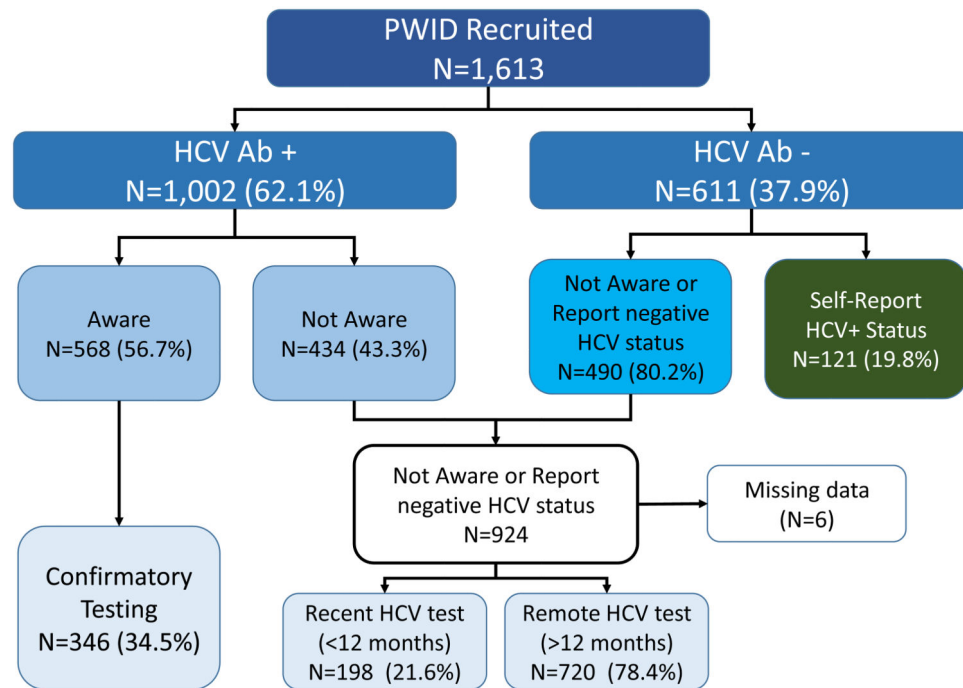 PWID Recruited
N=1,613
HCV Ab +
N=1,002 (62.1%)
HCV Ab -
N=611 (37.9%)
Aware
N=568 (56.7%)
Not Aware
N=434 (43.3%)
Not Aware or
Report negative
HCV status
N=490 (80.2%)
Self-Report
HCV+ Status
N=121 (19.8%)
Not Aware or Report
negative HCV status
N=924
Missing data
(N=6)
Confirmatory
Testing
N=346 (34.5%)
Recent HCV test
(<12 months)
N=198 (21.6%)
Remote HCV test
(>12 months)
N=720 (78.4%)